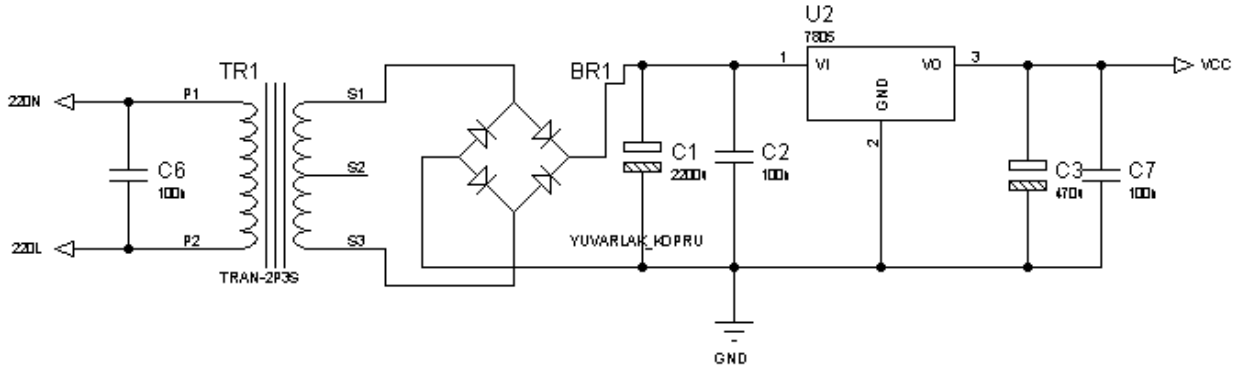 U2
7805
TR1
BR1
1
VI
VO
3
VCC
220N
P1
S1
GND
2
C6
100n
S2
C1
2200u
C2
100n
C3
470u
C7
100n
220L
P2
S3
YUVARLAK_KOPRU
TRAN-2P3S
GND